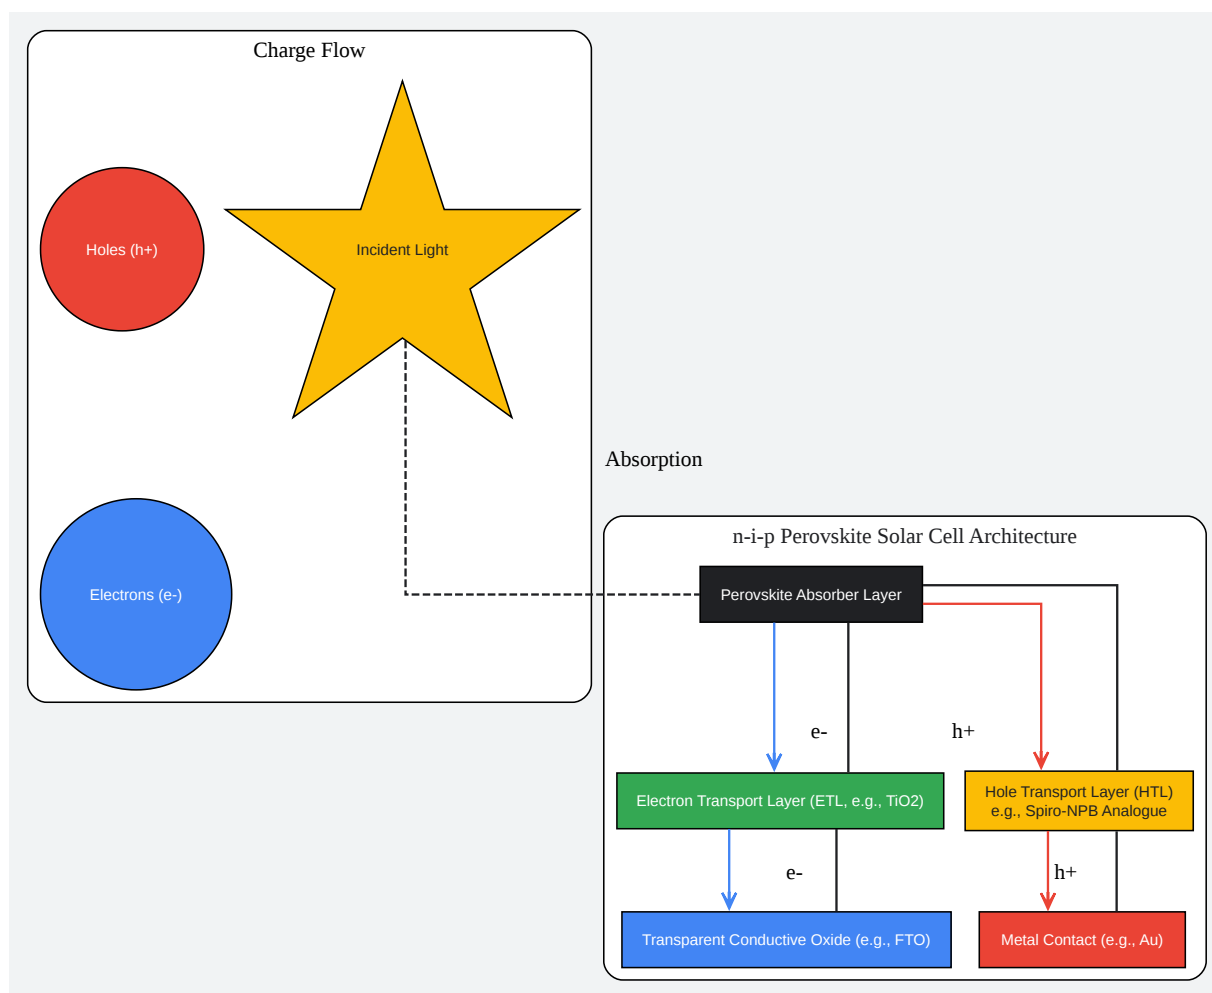 Charge Flow
Holes (h+)
Incident Light
Electrons (e-)
Absorption
n-i-p Perovskite Solar Cell Architecture
Perovskite Absorber Layer
e-
h+
Electron Transport Layer (ETL, e.g., TiO2)
Hole Transport Layer (HTL)
e.g., Spiro-NPB Analogue
e-
h+
Transparent Conductive Oxide (e.g., FTO)
Metal Contact (e.g., Au)